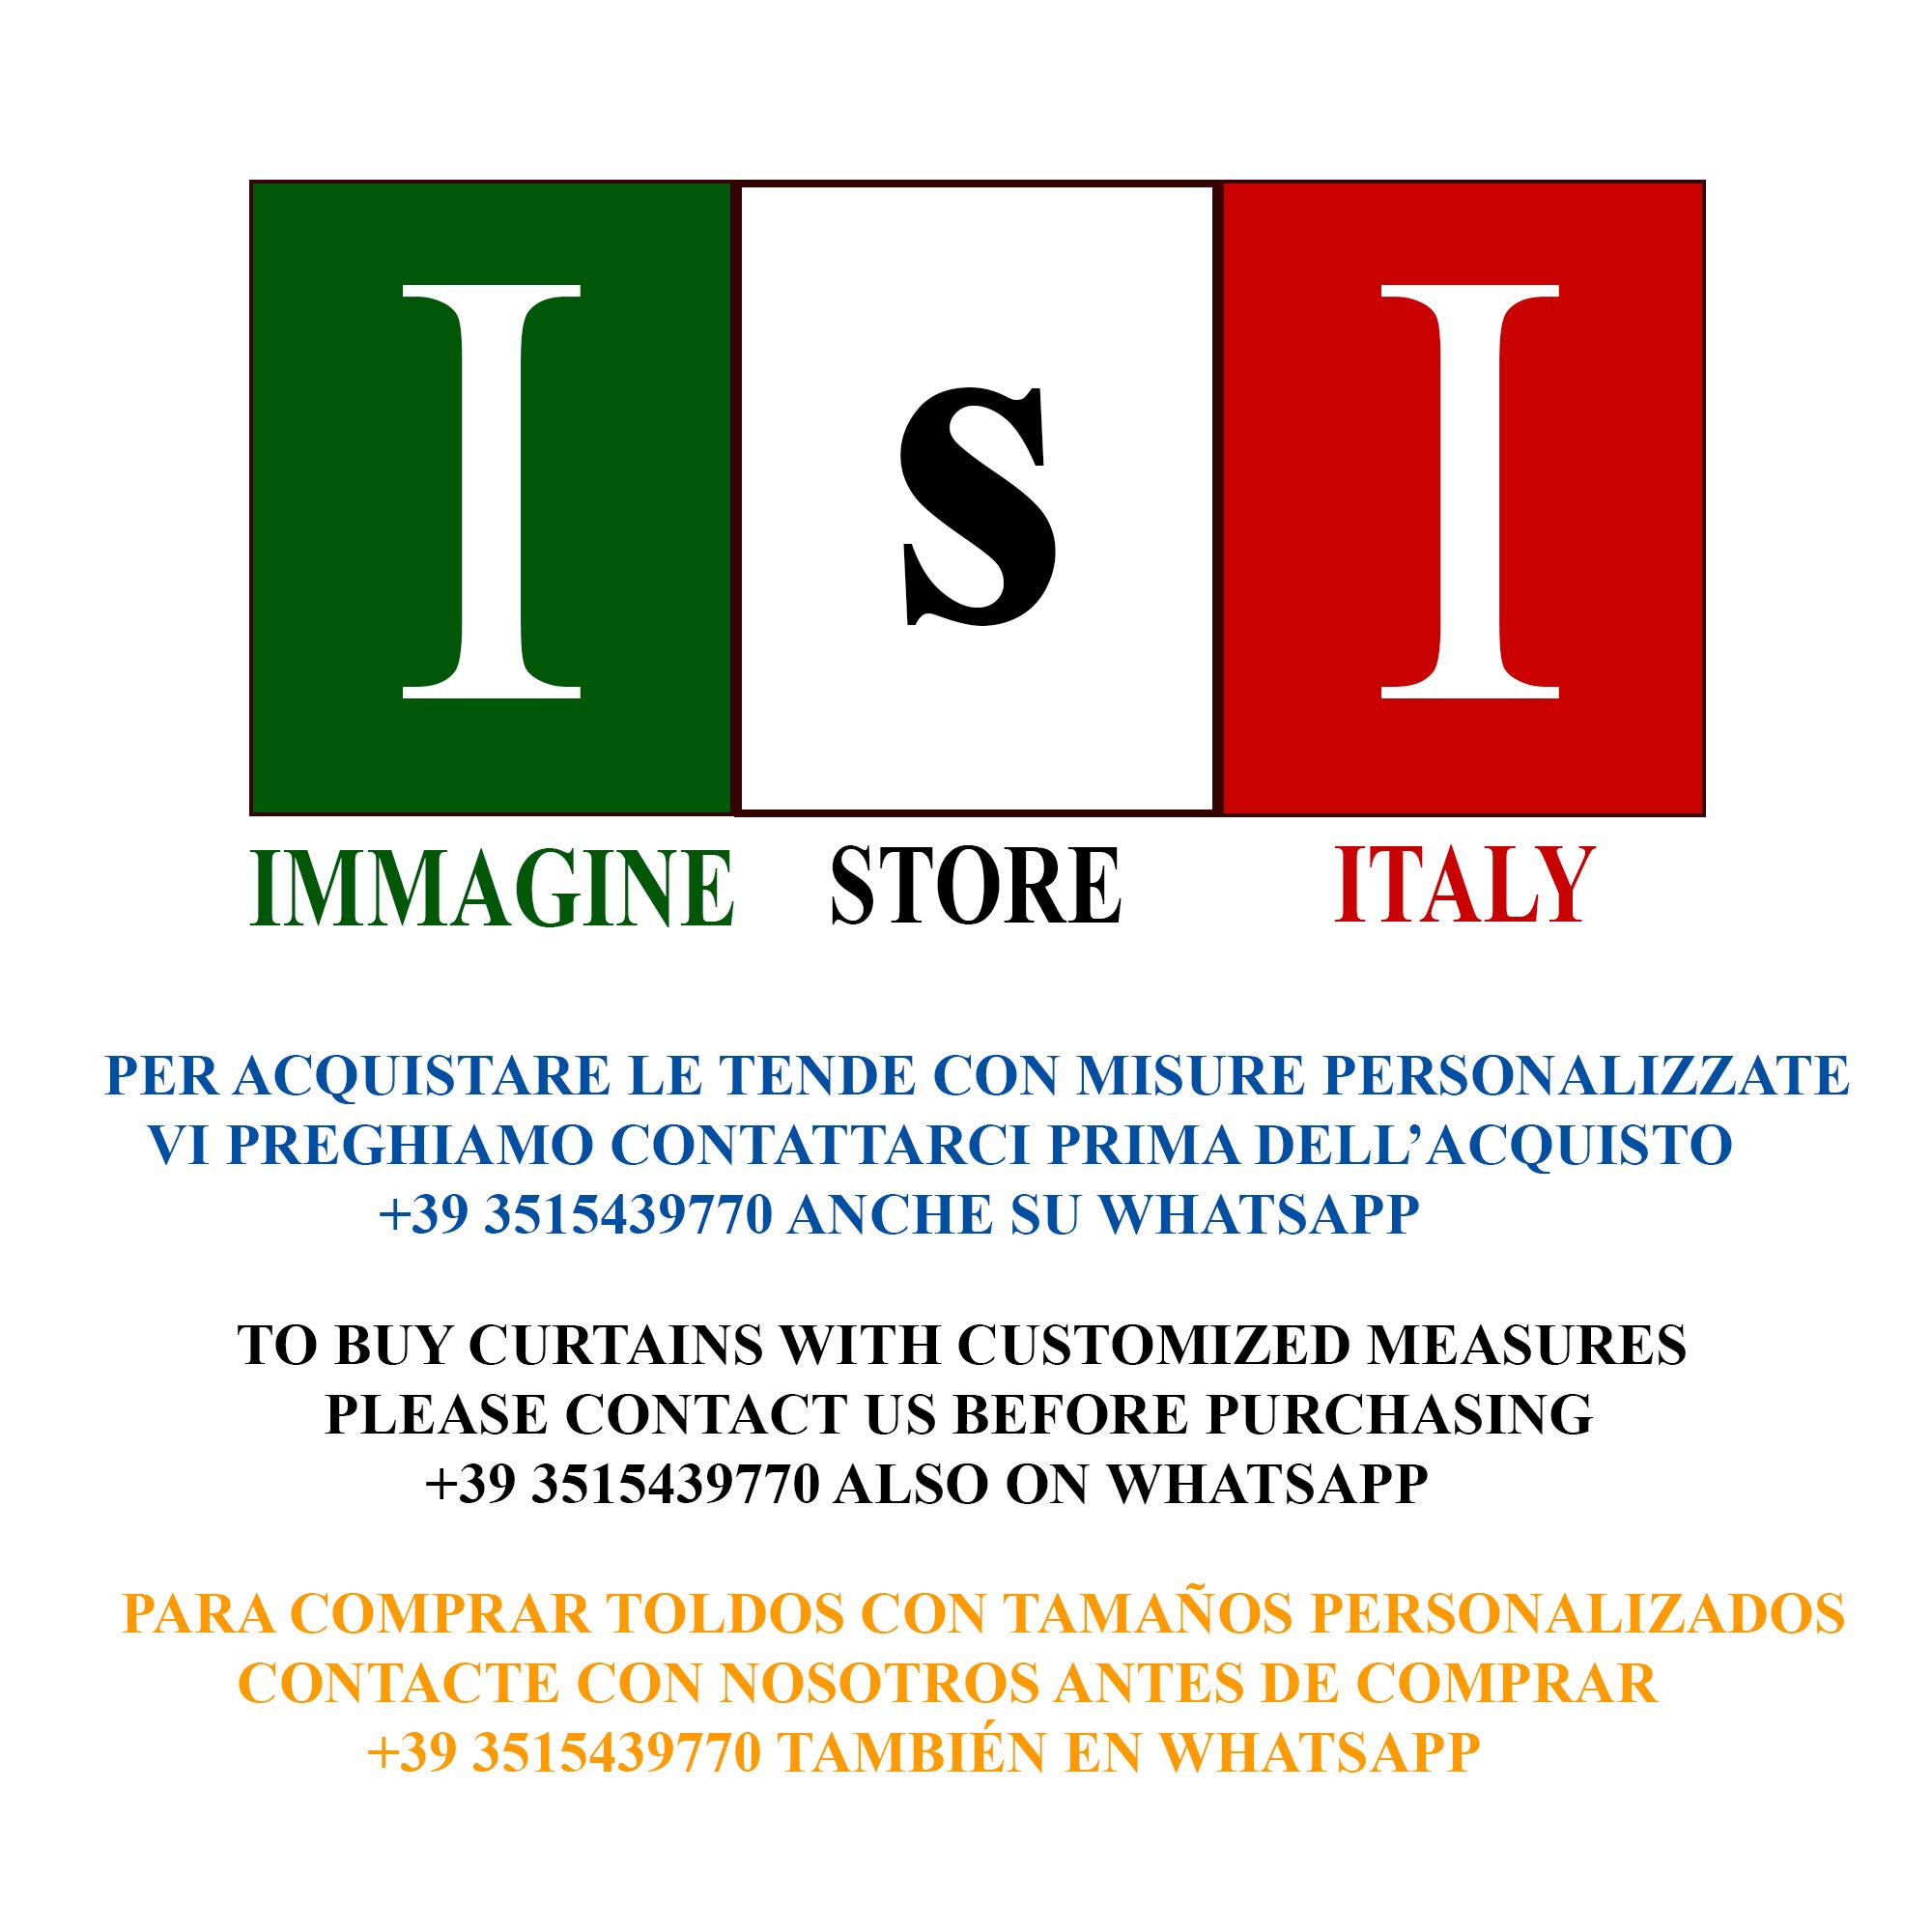 I s I
IMMAGINE STORE ITALY
PER ACQUISTARE LE TENDE CON MISURE PERSONALIZZATE
VI PREGHIAMO CONTATTARCI PRIMA DELL’ACQUISTO
+39 3515439770 ANCHE SU WHATSAPP
TO BUY CURTAINS WITH CUSTOMIZED MEASURES
PLEASE CONTACT US BEFORE PURCHASING
+39 3515439770 ALSO ON WHATSAPP
PARA COMPRAR TOLDOS CON TAMAÑOS PERSONALIZADOS
CONTACTE CON NOSOTROS ANTES DE COMPRAR
+39 3515439770 TAMBIÉN EN WHATSAPP